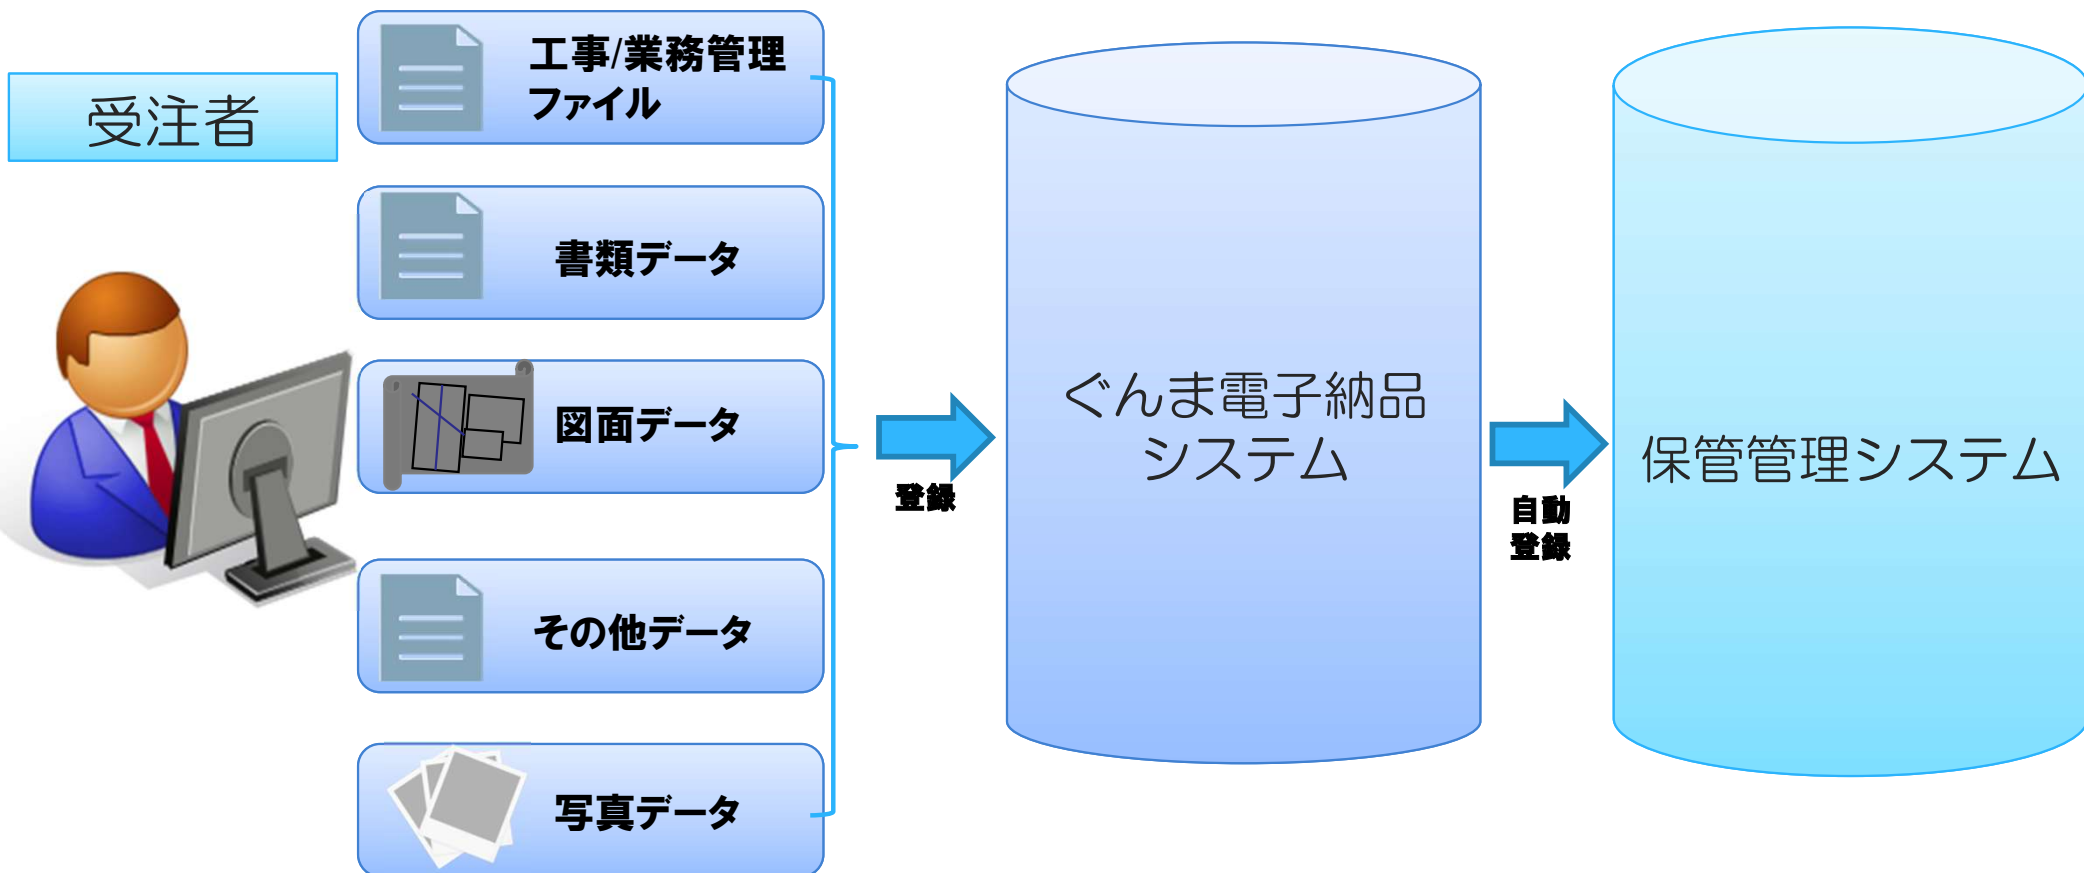 受注者
工事/業務管理
ファイル
書類データ
図面データ
その他データ
写真データ
登録
ぐんま電子納品
システム
自動
登録
保管管理システム